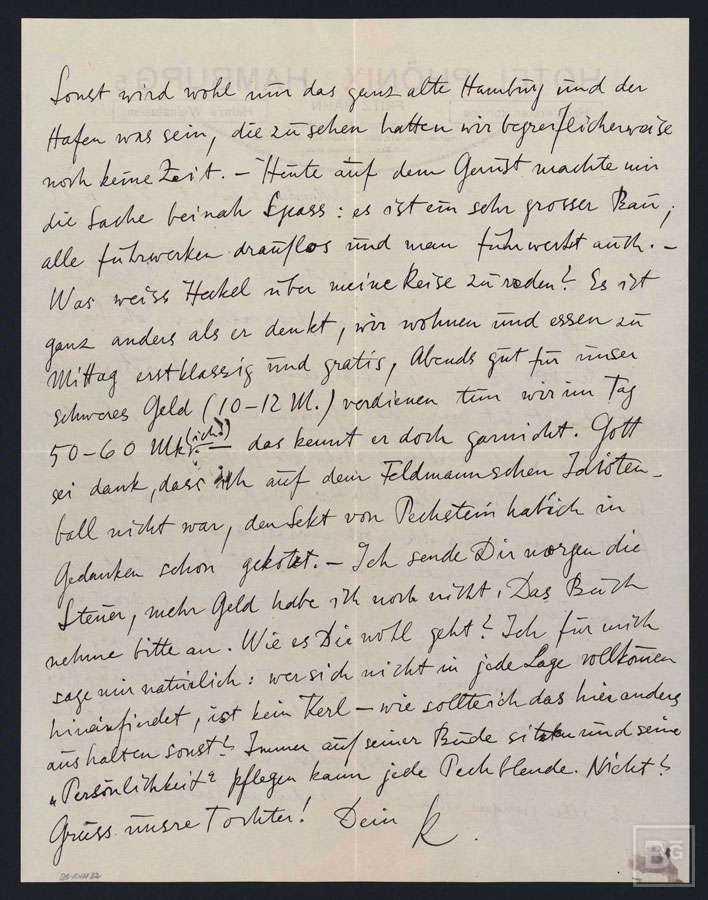 Sonst wird wohl nur das ganz alte Hamburg und der
Hafen was sein, die zu sehen hatten wir begreiflicherweise
noch keine Zeit. – Heute auf dem Gerüst machte mir
die Sache beinah Spass: es ist ein sehr grosser Bau,
alle fuhrwerken drauflos und man fuhrwerkt auch. –
Was weiss Heckel über meine Reise zu reden? Es ist
ganz anders als er denkt, wir wohnen und essen zu
Mittag erstklassig und gratis, Abends gut für unser
schweres Geld (10–12 M.) verdienen tun wir im Tag
50–60 Mk (ich!) – das kennt er doch garnicht. Gott
sei dank, dass ich auf dem Feldmannschen Idioten-
ball nicht war, den Sekt von Pechstein hab ich in
Gedanken schon gekotzt. – Ich sende Dir morgen die
Steuer, mehr Geld habe ich noch nicht. Das Buch
nehme bitte an. Wie es Dir wohl geht? Ich für mich
sage mir natürlich: wer sich nicht in jede Lage vollkommen
hineinfindet, ist kein Kerl – wie sollte ich das hier anders
aushalten sonst? Immer auf seiner Bude sitzen und seine
„Persönlichkeit" pflegen kann jede Pechblende. Nicht?
Grüss unsre Tochter! Dein K.
BG